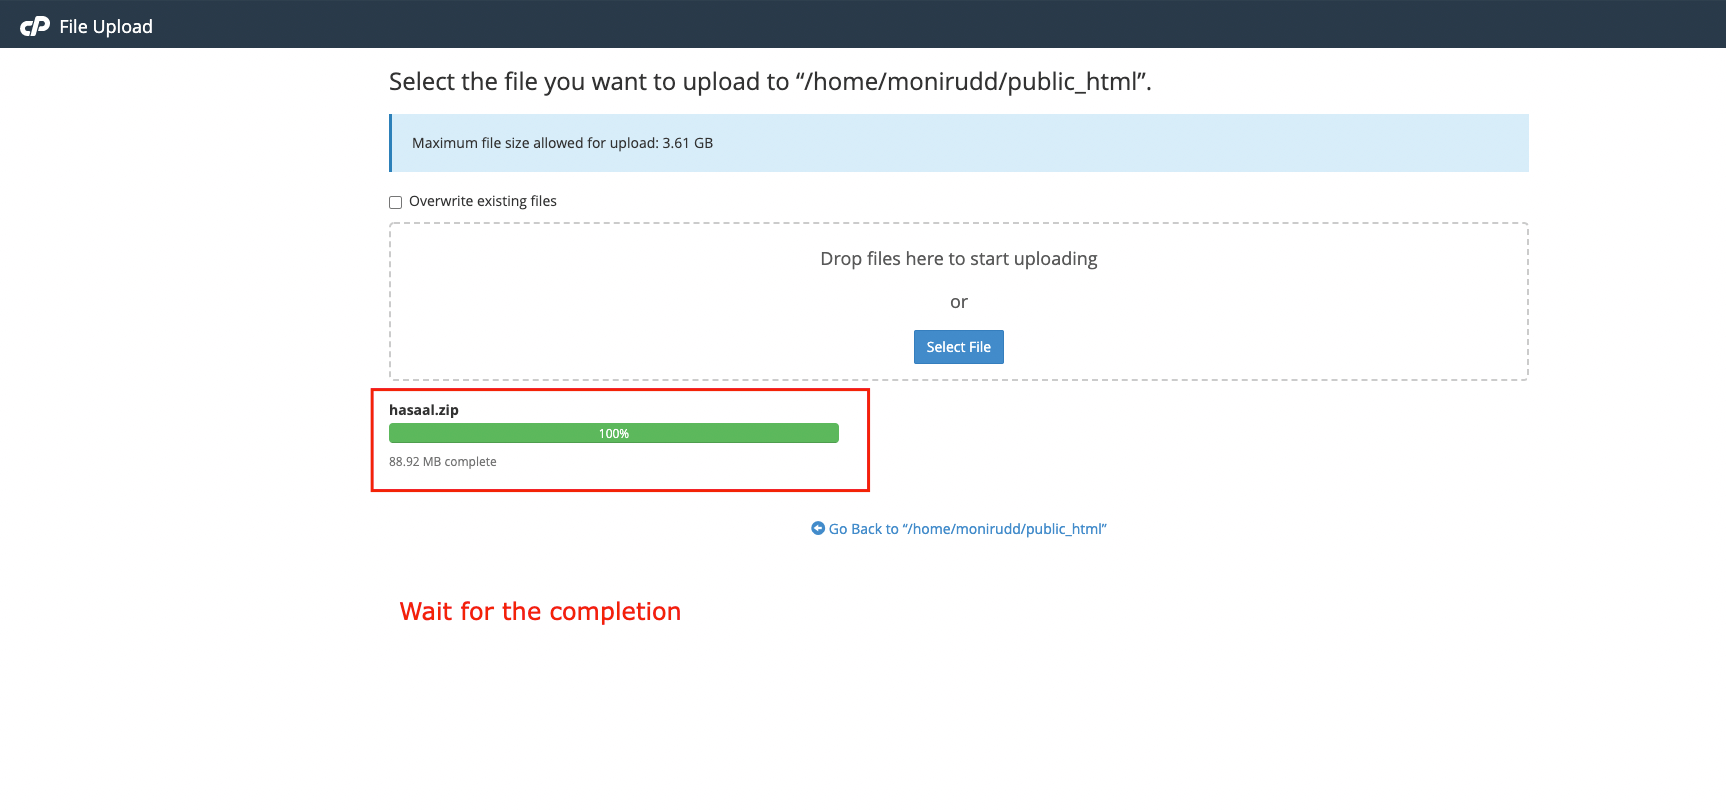 cP File Upload
Select the file you want to upload to “/home/monirudd/public_html”.
Maximum file size allowed for upload: 3.61 GB
Overwrite existing files
Drop files here to start uploading
or
Select File
hasaal.zip
100%
88.92 MB complete
Go Back to “/home/monirudd/public_html”
Wait for the completion